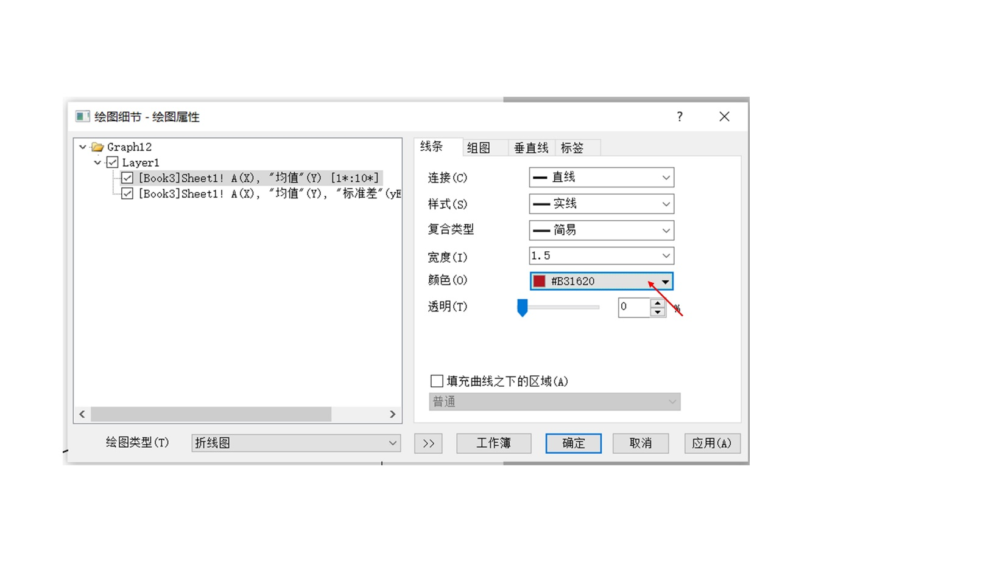 绘图细节 - 绘图属性
?
Graph12
Layer1
[Book3]Sheet1! A(X), "均值"(Y) [1*:10*]
[Book3]Sheet1! A(X), "均值"(Y), "标准差"(yE
线条 组图 垂直线 标签
连接(C) 直线
样式(S) 实线
复合类型 简易
宽度(I) 1.5
颜色(O) #B31620
透明(T) 0 %
填充曲线之下的区域(A)
普通
绘图类型(T) 折线图 >> 工作簿 确定 取消 应用(A)